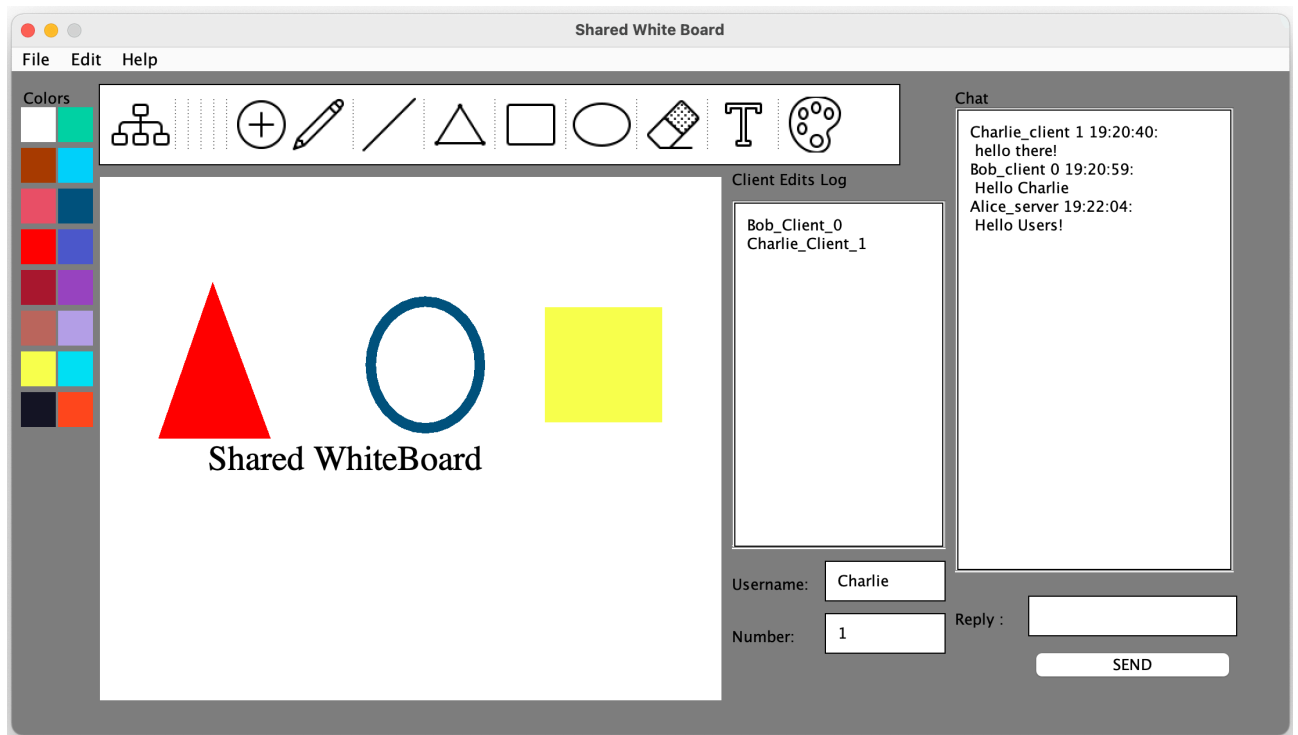 Shared White Board
File Edit Help
Colors
T
Chat
Charlie_client 1 19:20:40:
hello there!
Bob_client 0 19:20:59:
Hello Charlie
Alice_server 19:22:04:
Hello Users!
Client Edits Log
Bob_Client_0
Charlie_Client_1
Shared WhiteBoard
Username: Charlie
Number: 1
Reply :
SEND